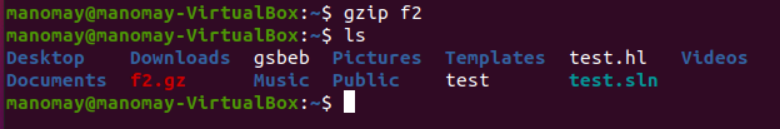 manomay@manomay-VirtualBox:~$ gzip f2
manomay@manomay-VirtualBox:~$ ls
Desktop Downloads gsbeb Pictures Templates test.hl Videos
Documents f2.gz Music Public test test.sln
manomay@manomay-VirtualBox:~$